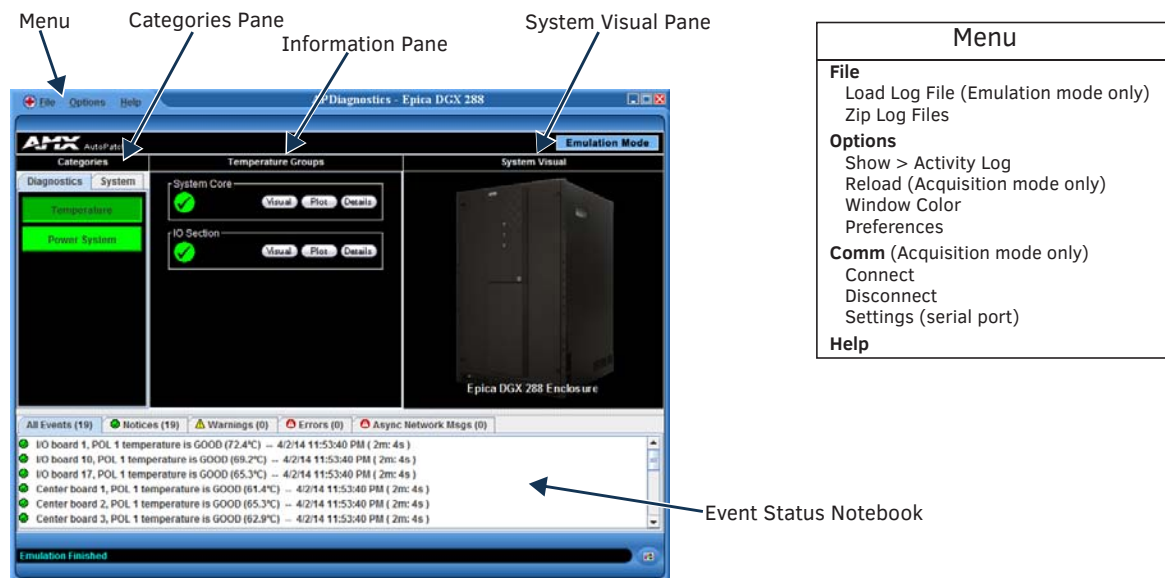 Menu
Categories Pane
Information Pane
System Visual Pane
File Options Help
APDiagnostics - Epica DGX 288
AMX AutoPatch
Emulation Mode
Categories
Temperature Groups
System Visual
Diagnostics System
Temperature
Power System
System Core
Visual Plot Details
IO Section
Visual Plot Details
Epica DGX 288 Enclosure
All Events (19) Notices (19) Warnings (0) Errors (0) Async Network Msgs (0)
I/O board 1, POL 1 temperature is GOOD (72.4°C) -- 4/2/14 11:53:40 PM ( 2m: 4s )
I/O board 10, POL 1 temperature is GOOD (69.2°C) -- 4/2/14 11:53:40 PM ( 2m: 4s )
I/O board 17, POL 1 temperature is GOOD (65.3°C) -- 4/2/14 11:53:40 PM ( 2m: 4s )
Center board 1, POL 1 temperature is GOOD (61.4°C) -- 4/2/14 11:53:40 PM ( 2m: 4s )
Center board 2, POL 1 temperature is GOOD (65.3°C) -- 4/2/14 11:53:40 PM ( 2m: 4s )
Center board 3, POL 1 temperature is GOOD (62.9°C) -- 4/2/14 11:53:40 PM ( 2m: 4s )
Emulation Finished
Event Status Notebook
Menu
File
Load Log File (Emulation mode only)
Zip Log Files
Options
Show > Activity Log
Reload (Acquisition mode only)
Window Color
Preferences
Comm (Acquisition mode only)
Connect
Disconnect
Settings (serial port)
Help